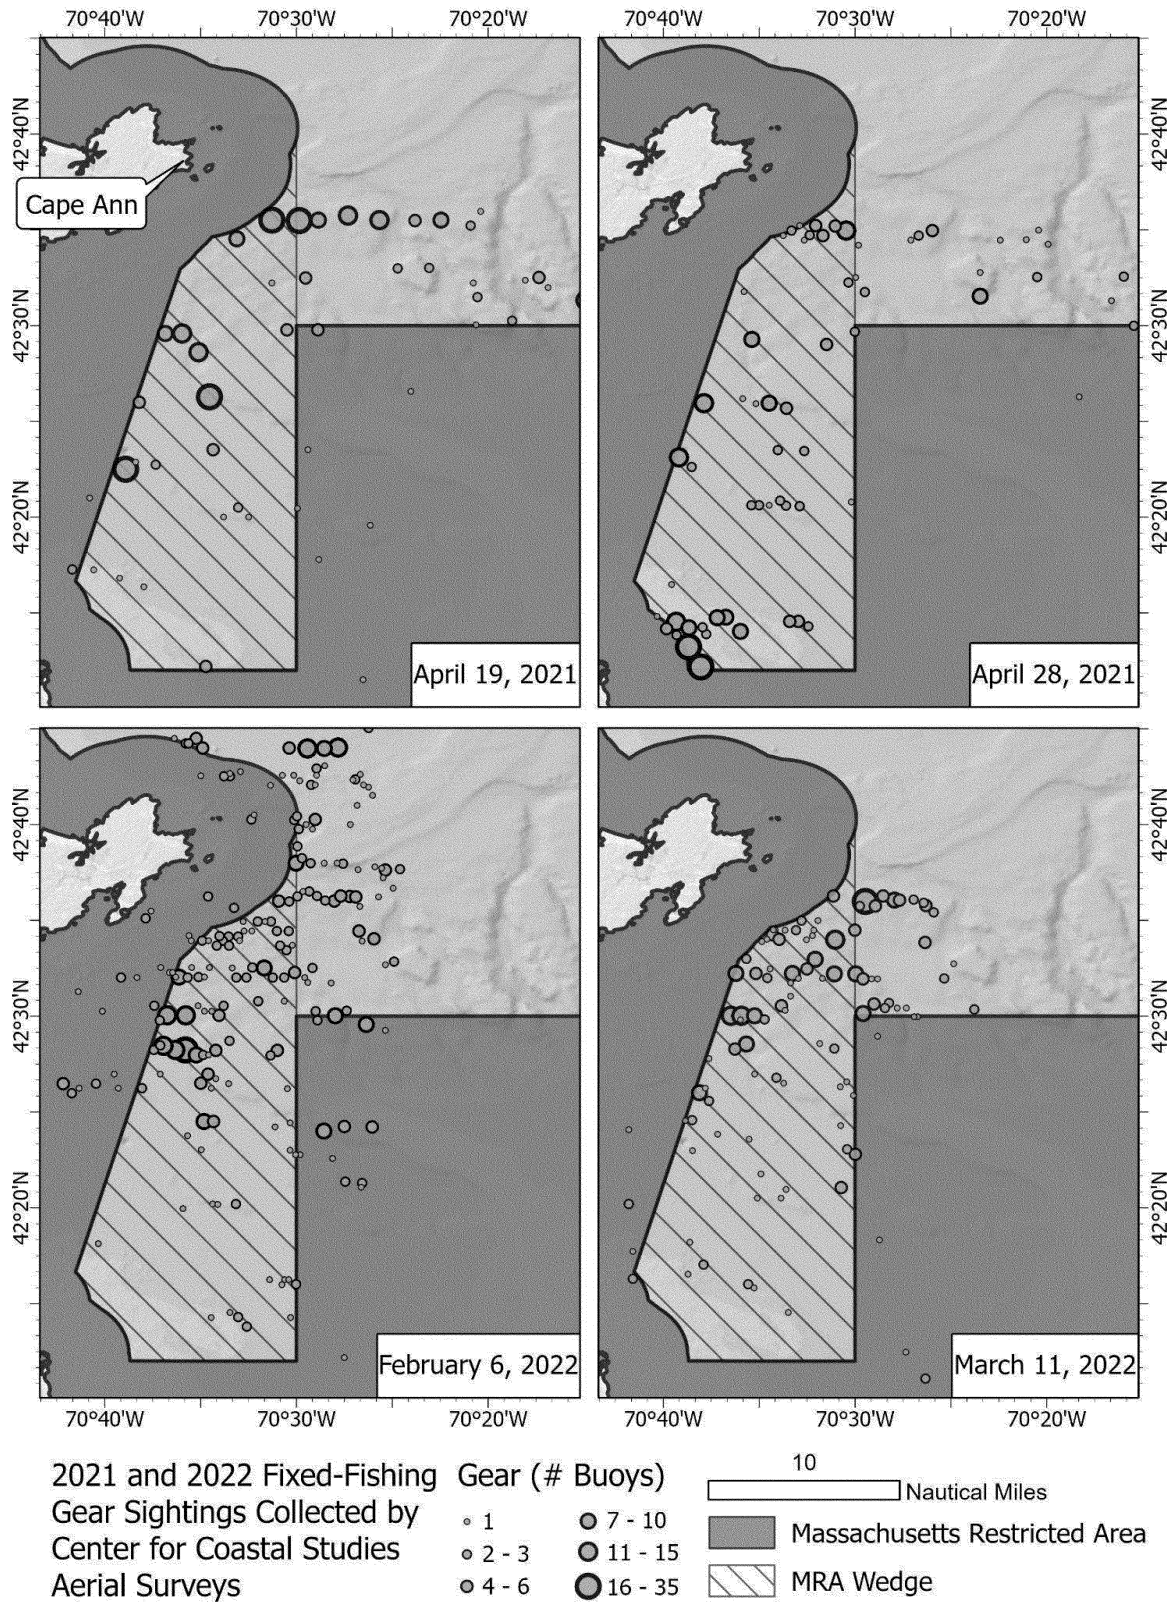 70°40'W 70°30'W 70°20'W 70°40'W 70°30'W 70°20'W
42°40'N 42°40'N
Cape Ann
42°30'N 42°30'N
42°20'N 42°20'N
April 19, 2021 April 28, 2021
42°40'N 42°40'N
42°30'N 42°30'N
42°20'N 42°20'N
February 6, 2022 March 11, 2022
70°40'W 70°30'W 70°20'W 70°40'W 70°30'W 70°20'W
2021 and 2022 Fixed-Fishing
Gear Sightings Collected by
Center for Coastal Studies
Aerial Surveys
Gear (# Buoys)
1
2 - 3
4 - 6
7 - 10
11 - 15
16 - 35
10
Nautical Miles
Massachusetts Restricted Area
MRA Wedge